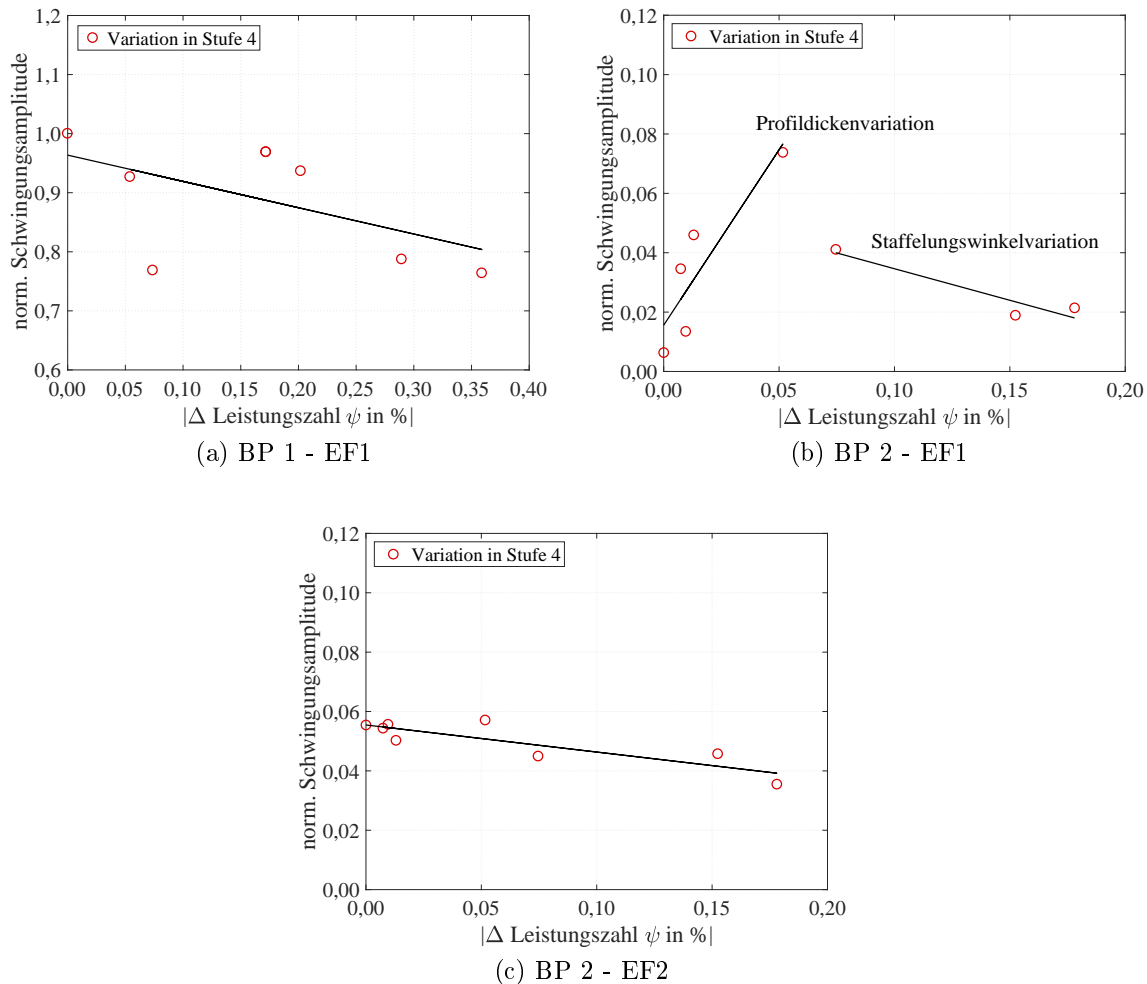 norm. Schwingungsamplitude
1,2
1,1
1,0
0,9
0,8
0,7
0,6
Variation in Stufe 4
0,00 0,05 0,10 0,15 0,20 0,25 0,30 0,35 0,40
|Δ Leistungszahl ψ in %|
(a) BP 1 - EF1
norm. Schwingungsamplitude
0,12
0,10
0,08
0,06
0,04
0,02
0,00
Variation in Stufe 4
Profildickenvariation
Staffelungswinkelvariation
0,00 0,05 0,10 0,15 0,20
|Δ Leistungszahl ψ in %|
(b) BP 2 - EF1
norm. Schwingungsamplitude
0,12
0,10
0,08
0,06
0,04
0,02
0,00
Variation in Stufe 4
0,00 0,05 0,10 0,15 0,20
|Δ Leistungszahl ψ in %|
(c) BP 2 - EF2